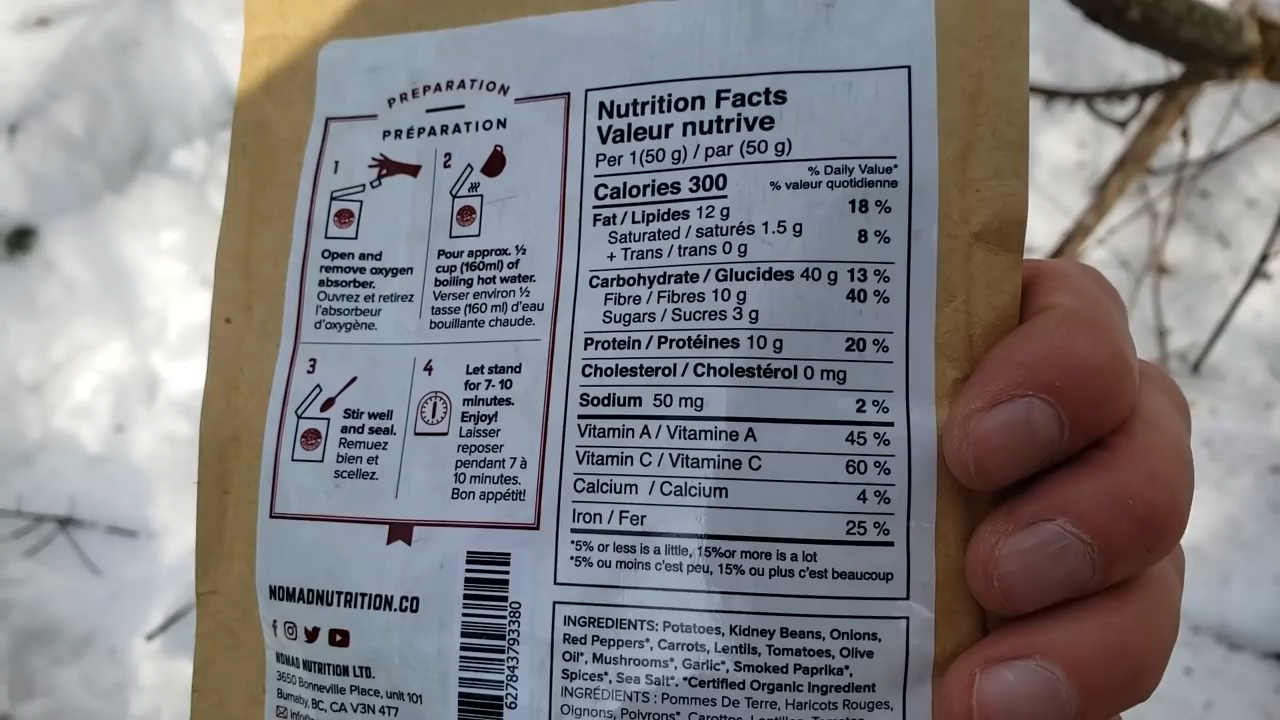 PREPARATION
PRÉPARATION
1
Open and
remove oxygen
absorber.
Ouvrez et retirez
l'absorbeur
d'oxygène.
2
Pour approx. ½
cup (160ml) of
boiling hot water.
Verser environ ½
tasse (160 ml) d'eau
bouillante chaude.
3
Stir well
and seal.
Remuez
bien et
scellez.
4
Let stand
for 7-10
minutes.
Enjoy!
Laisser
reposer
pendant 7 à
10 minutes.
Bon appétit!
NOMADNUTRITION.CO
NOMAD NUTRITION LTD.
3650 Bonneville Place, unit 101
Burnaby, BC, CA V3N 4T7
627843793380
Nutrition Facts
Valeur nutrive
Per 1(50 g) / par (50 g)
% Daily Value*
Calories 300 % valeur quotidienne
Fat / Lipides 12 g 18 %
Saturated / saturés 1.5 g 8 %
+ Trans / trans 0 g
Carbohydrate / Glucides 40 g 13 %
Fibre / Fibres 10 g 40 %
Sugars / Sucres 3 g
Protein / Protéines 10 g 20 %
Cholesterol / Cholestérol 0 mg
Sodium 50 mg 2 %
Vitamin A / Vitamine A 45 %
Vitamin C / Vitamine C 60 %
Calcium / Calcium 4 %
Iron / Fer 25 %
*5% or less is a little, 15%or more is a lot
*5% ou moins c'est peu, 15% ou plus c'est beaucoup
INGREDIENTS: Potatoes, Kidney Beans, Onions,
Red Peppers*, Carrots, Lentils, Tomatoes, Olive
Oil*, Mushrooms*, Garlic*, Smoked Paprika*,
Spices*, Sea Salt*. *Certified Organic Ingredient
INGRÉDIENTS : Pommes De Terre, Haricots Rouges,
Oignons, Poivrons*, Carottes, Lentilles,